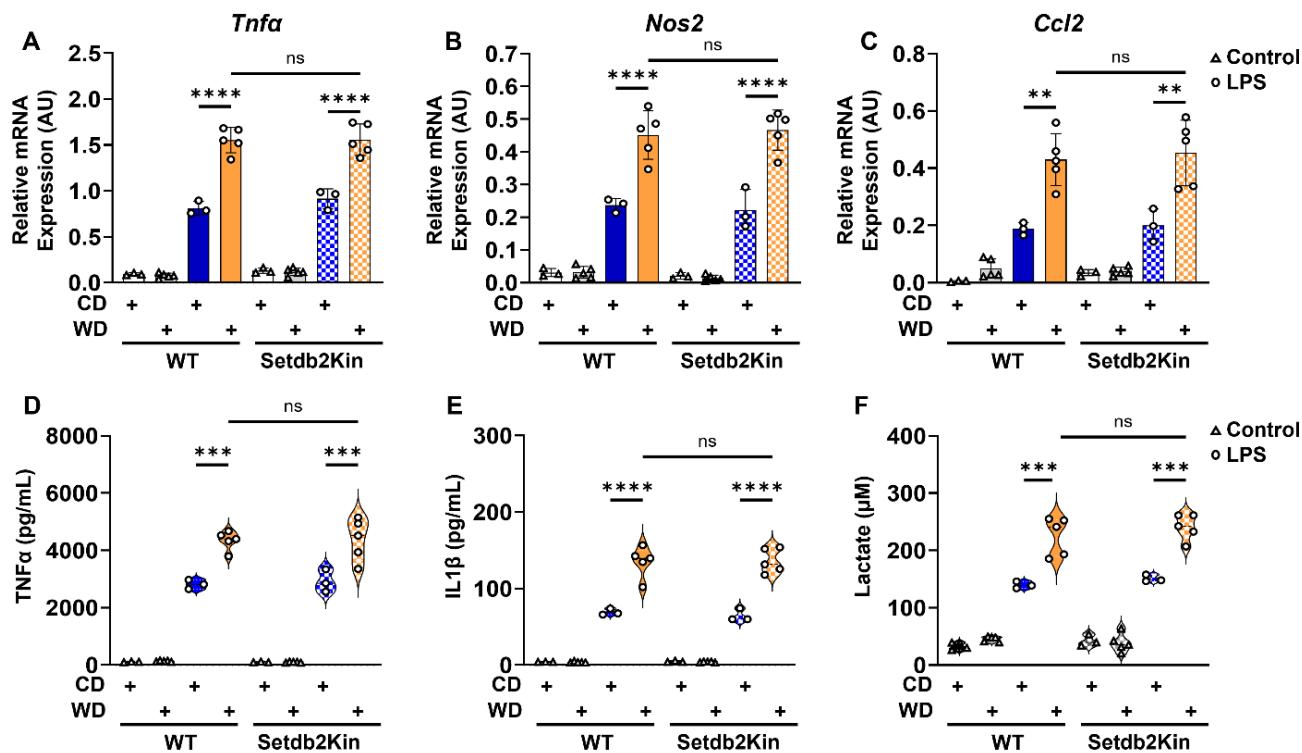 Tnfα
Nos2
Ccl2
A
B
C
Relative mRNA
Expression (AU)
2.5
2.0
1.5
1.0
0.5
0.0
ns
****
****
CD + + + +
WD + + + +
WT Setdb2Kin
Relative mRNA
Expression (AU)
0.7
0.6
0.5
0.4
0.3
0.2
0.1
0.0
ns
****
****
CD + + + +
WD + + + +
WT Setdb2Kin
Relative mRNA
Expression (AU)
0.8
0.6
0.4
0.2
0.0
ns
**
**
CD + + + +
WD + + + +
WT Setdb2Kin
Control
LPS
D
E
F
TNFα (pg/mL)
8000
6000
4000
2000
0
ns
***
***
CD + + + +
WD + + + +
WT Setdb2Kin
IL1β (pg/mL)
300
200
100
0
ns
****
****
CD + + + +
WD + + + +
WT Setdb2Kin
Lactate (µM)
400
300
200
100
0
ns
***
***
CD + + + +
WD + + + +
WT Setdb2Kin
Control
LPS